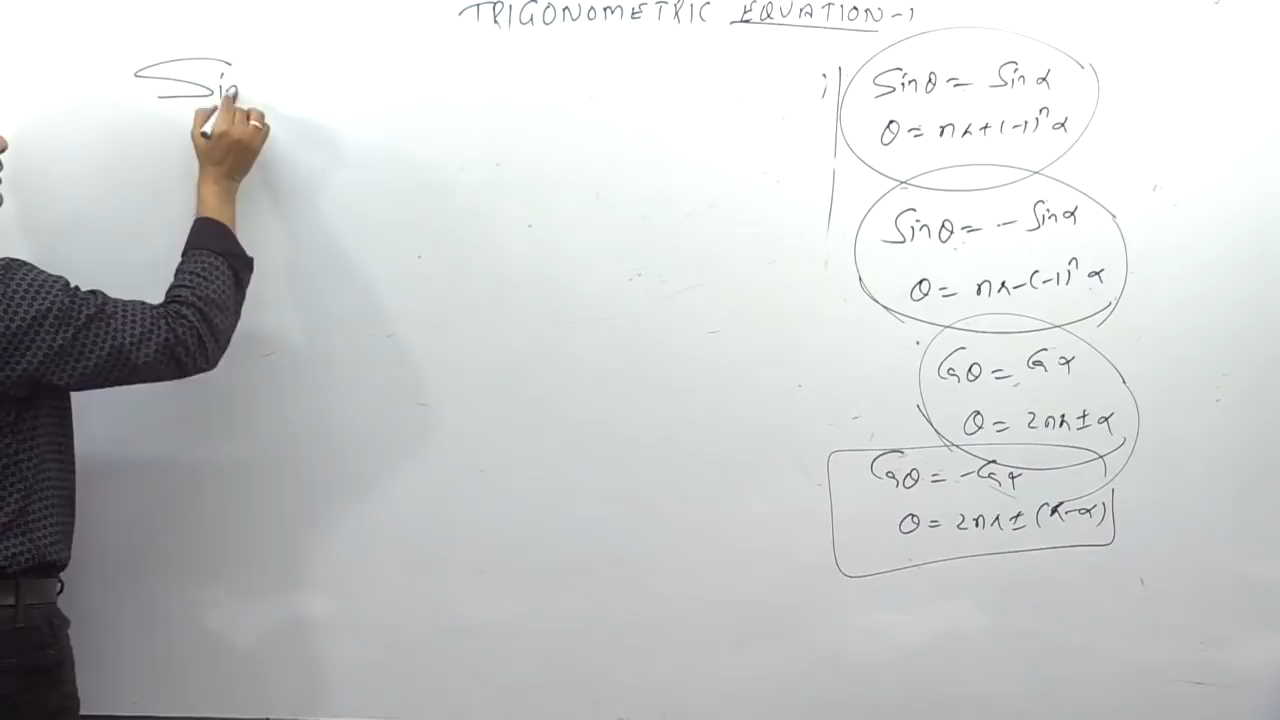 TRIGONOMETRIC EQUATION-1
Sin
i
Sinθ = Sinα
θ = nπ+(-1)ⁿα
Sinθ = - Sinα
θ = nπ-(-1)ⁿα
Cosθ = Cosα
θ = 2nπ±α
Cosθ = -Cosα
θ = 2nπ±(π-α)